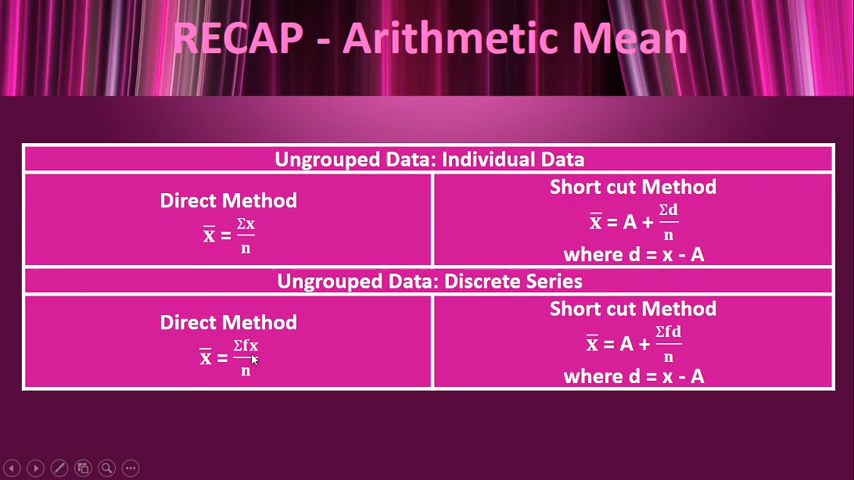 RECAP - Arithmetic Mean
Ungrouped Data: Individual Data
Direct Method
x̅ = Σx/n
Short cut Method
x̅ = A + Σd/n
where d = x - A
Ungrouped Data: Discrete Series
Direct Method
x̅ = Σfx/n
Short cut Method
x̅ = A + Σfd/n
where d = x - A